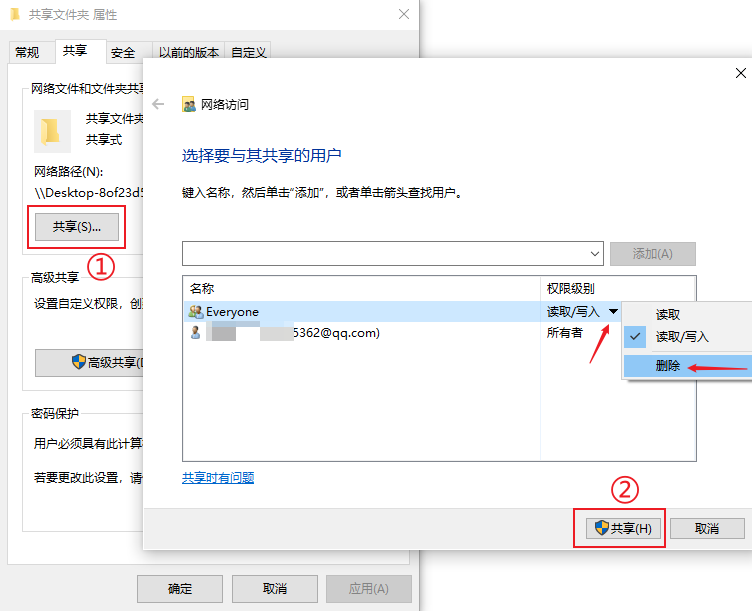 共享文件夹 属性
常规
共享
安全
以前的版本
自定义
网络文件和文件夹共享
共享文件夹
共享式
网络路径(N):
\\Desktop-8of23d5
共享(S)...
①
高级共享
设置自定义权限，创
高级共享(D
密码保护
用户必须具有此计算
若要更改此设置，请
确定
取消
应用(A)
网络访问
选择要与其共享的用户
键入名称，然后单击“添加”，或者单击箭头查找用户。
添加(A)
名称
权限级别
Everyone
读取/写入
5362@qq.com)
所有者
读取
读取/写入
删除
共享时有问题
②
共享(H)
取消